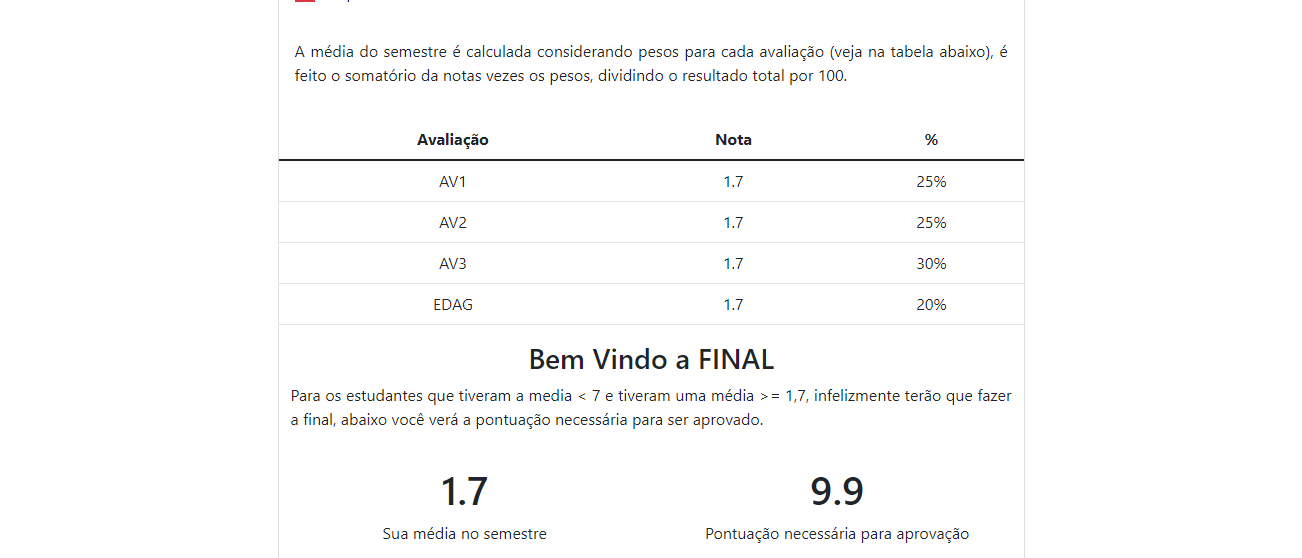 A média do semestre é calculada considerando pesos para cada avaliação (veja na tabela abaixo), é
feito o somatório da notas vezes os pesos, dividindo o resultado total por 100.
Avaliação Nota %
AV1 1.7 25%
AV2 1.7 25%
AV3 1.7 30%
EDAG 1.7 20%
Bem Vindo a FINAL
Para os estudantes que tiveram a media < 7 e tiveram uma média >= 1,7, infelizmente terão que fazer
a final, abaixo você verá a pontuação necessária para ser aprovado.
1.7 9.9
Sua média no semestre Pontuação necessária para aprovação